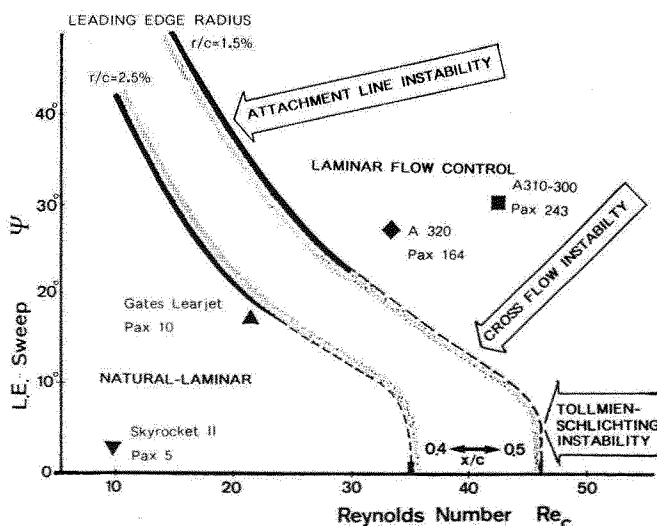 LEADING EDGE RADIUS
r/c=1.5%
r/c=2.5%
ATTACHMENT LINE INSTABILITY
40°
LAMINAR FLOW CONTROL
A310-300
Pax 243
30°
A 320
Pax 164
CROSS FLOW INSTABILTY
L.E. Sweep Ψ
20°
Gates Learjet
Pax 10
10°
NATURAL-LAMINAR
TOLLMIEN-
SCHLICHTING
INSTABILITY
Skyrocket II
Pax 5
0.4
0.5
x/c
0
10
20
30
40
50
Reynolds Number Rec